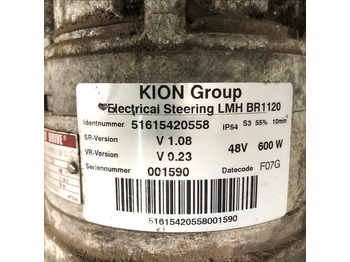 KION Group
Electrical Steering LMH BR1120
Identnummer 51615420558 IP54 S3 55% 10min
SR-Version V 1.08
48V 600 W
VR-Version V 0.23
Seriennummer 001590 Datecode F07G
51615420558001590